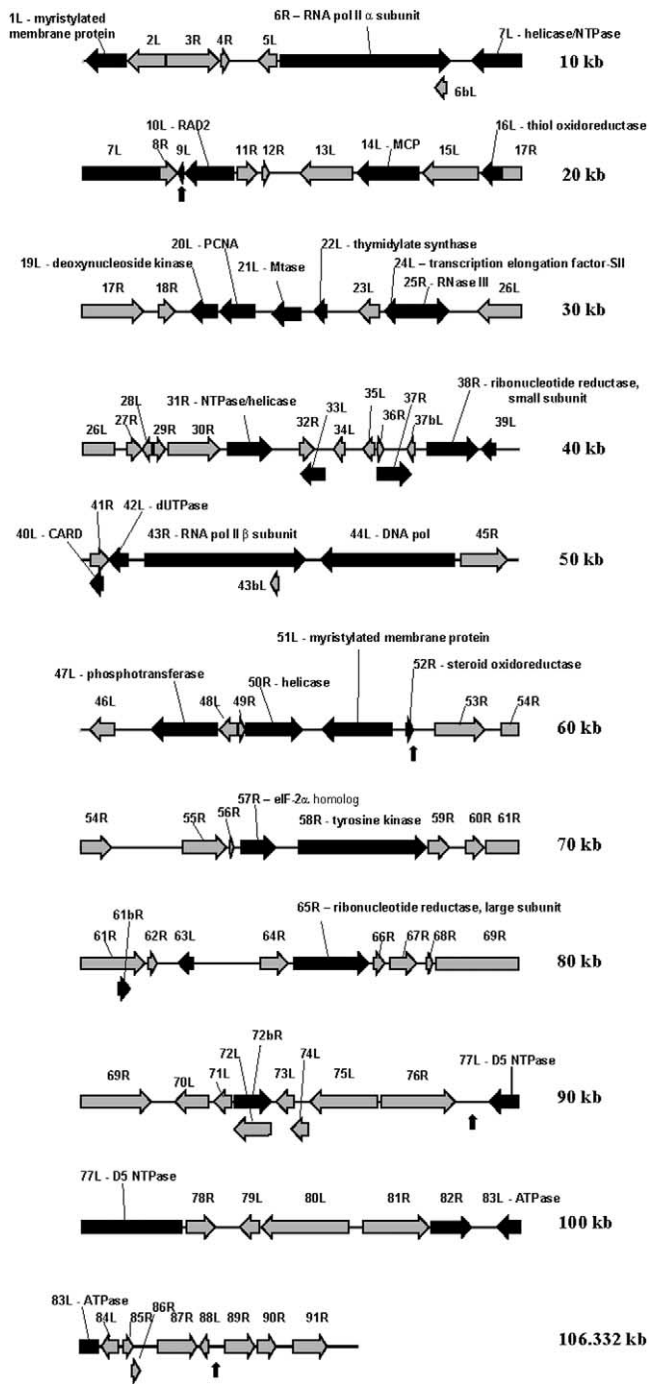 1L - myristylated
membrane protein
2L 3R 4R 5L
6R – RNA pol II α subunit
7L - helicase/NTPase
6bL
10 kb
10L - RAD2
7L 8R 9L 11R 12R 13L 14L - MCP 15L
16L - thiol oxidoreductase
17R
20 kb
20L - PCNA
22L - thymidylate synthase
19L - deoxynucleoside kinase
21L - Mtase
24L – transcription elongation factor-SII
17R 18R 23L 25R – RNase III 26L
30 kb
26L 27R 28L 29R 30R
31R - NTPase/helicase
32R 33L 34L 35L 36R 37R 37bL
38R - ribonucleotide reductase,
small subunit
39L
40 kb
40L - CARD
41R 42L - dUTPase
43R - RNA pol II β subunit
44L - DNA pol
45R
43bL
50 kb
51L - myristylated membrane protein
47L - phosphotransferase
52R - steroid oxidoreductase
50R - helicase
46L 48L 49R 53R 54R
60 kb
57R – eIF-2α homolog
54R 55R 56R
58R - tyrosine kinase
59R 60R 61R
70 kb
65R – ribonucleotide reductase, large subunit
61bR
61R 62R 63L 64R 66R 67R 68R 69R
80 kb
72bR
72L 74L
77L - D5 NTPase
69R 70L 71L 73L 75L 76R
90 kb
77L - D5 NTPase
78R 79L 80L 81R 82R 83L - ATPase
100 kb
83L - ATPase
84L 85R 86R 87R 88L 89R 90R 91R
106.332 kb